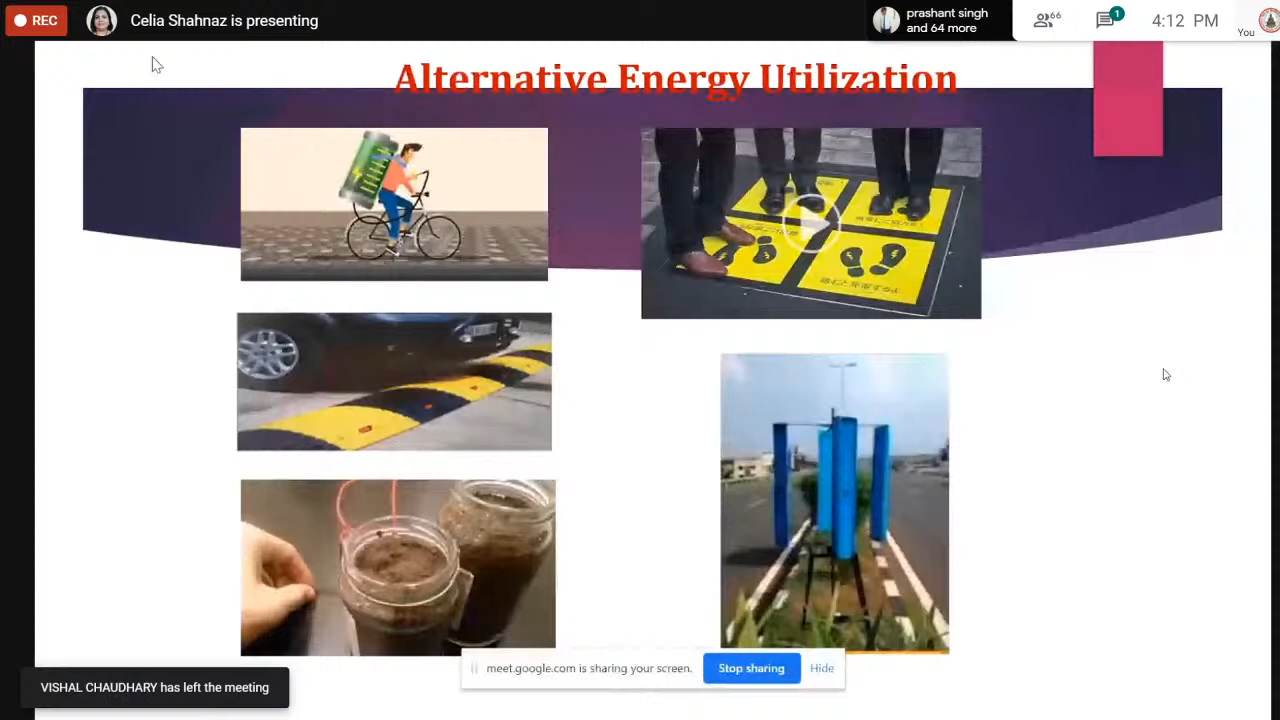 REC
Celia Shahnaz is presenting
prashant singh
and 64 more
66
1
4:12 PM
You
Alternative Energy Utilization
meet.google.com is sharing your screen.
Stop sharing
Hide
VISHAL CHAUDHARY has left the meeting